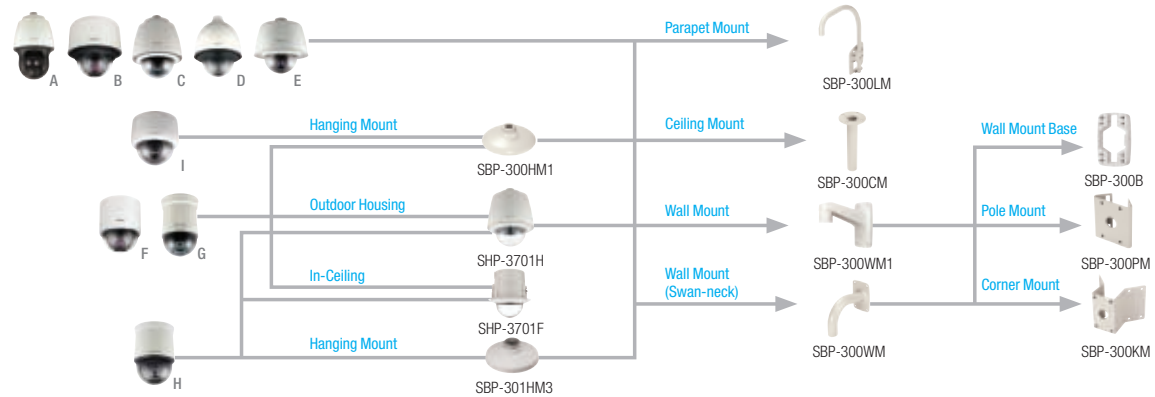 Parapet Mount
A
B
C
D
E
SBP-300LM
Hanging Mount
Ceiling Mount
Wall Mount Base
I
SBP-300HM1
SBP-300CM
SBP-300B
Outdoor Housing
Wall Mount
Pole Mount
F
G
SHP-3701H
SBP-300WM1
SBP-300PM
In-Ceiling
Wall Mount
(Swan-neck)
Corner Mount
SHP-3701F
SBP-300WM
SBP-300KM
Hanging Mount
H
SBP-301HM3